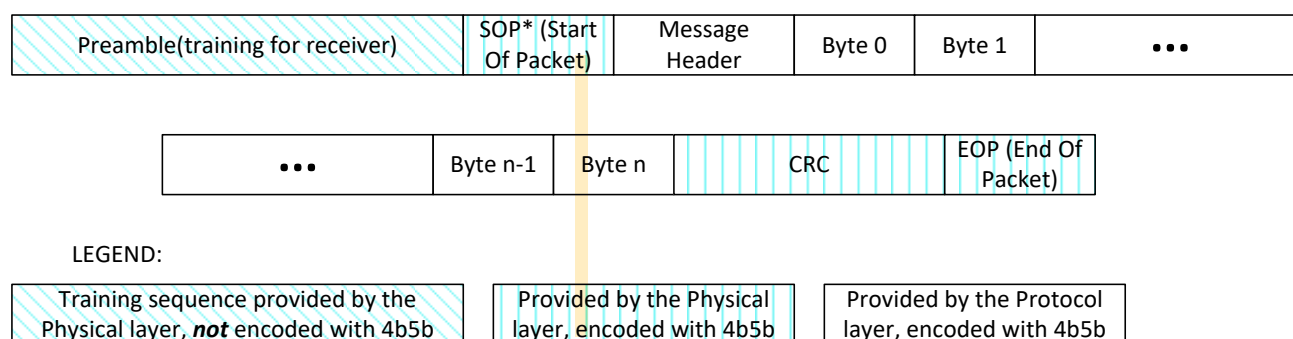 Preamble(training for receiver)
SOP* (Start
Of Packet)
Message
Header
Byte 0
Byte 1
•••
•••
Byte n-1
Byte n
CRC
EOP (End Of
Packet)
LEGEND:
Training sequence provided by the
Physical layer, not encoded with 4b5b
Provided by the Physical
layer, encoded with 4b5b
Provided by the Protocol
layer, encoded with 4b5b